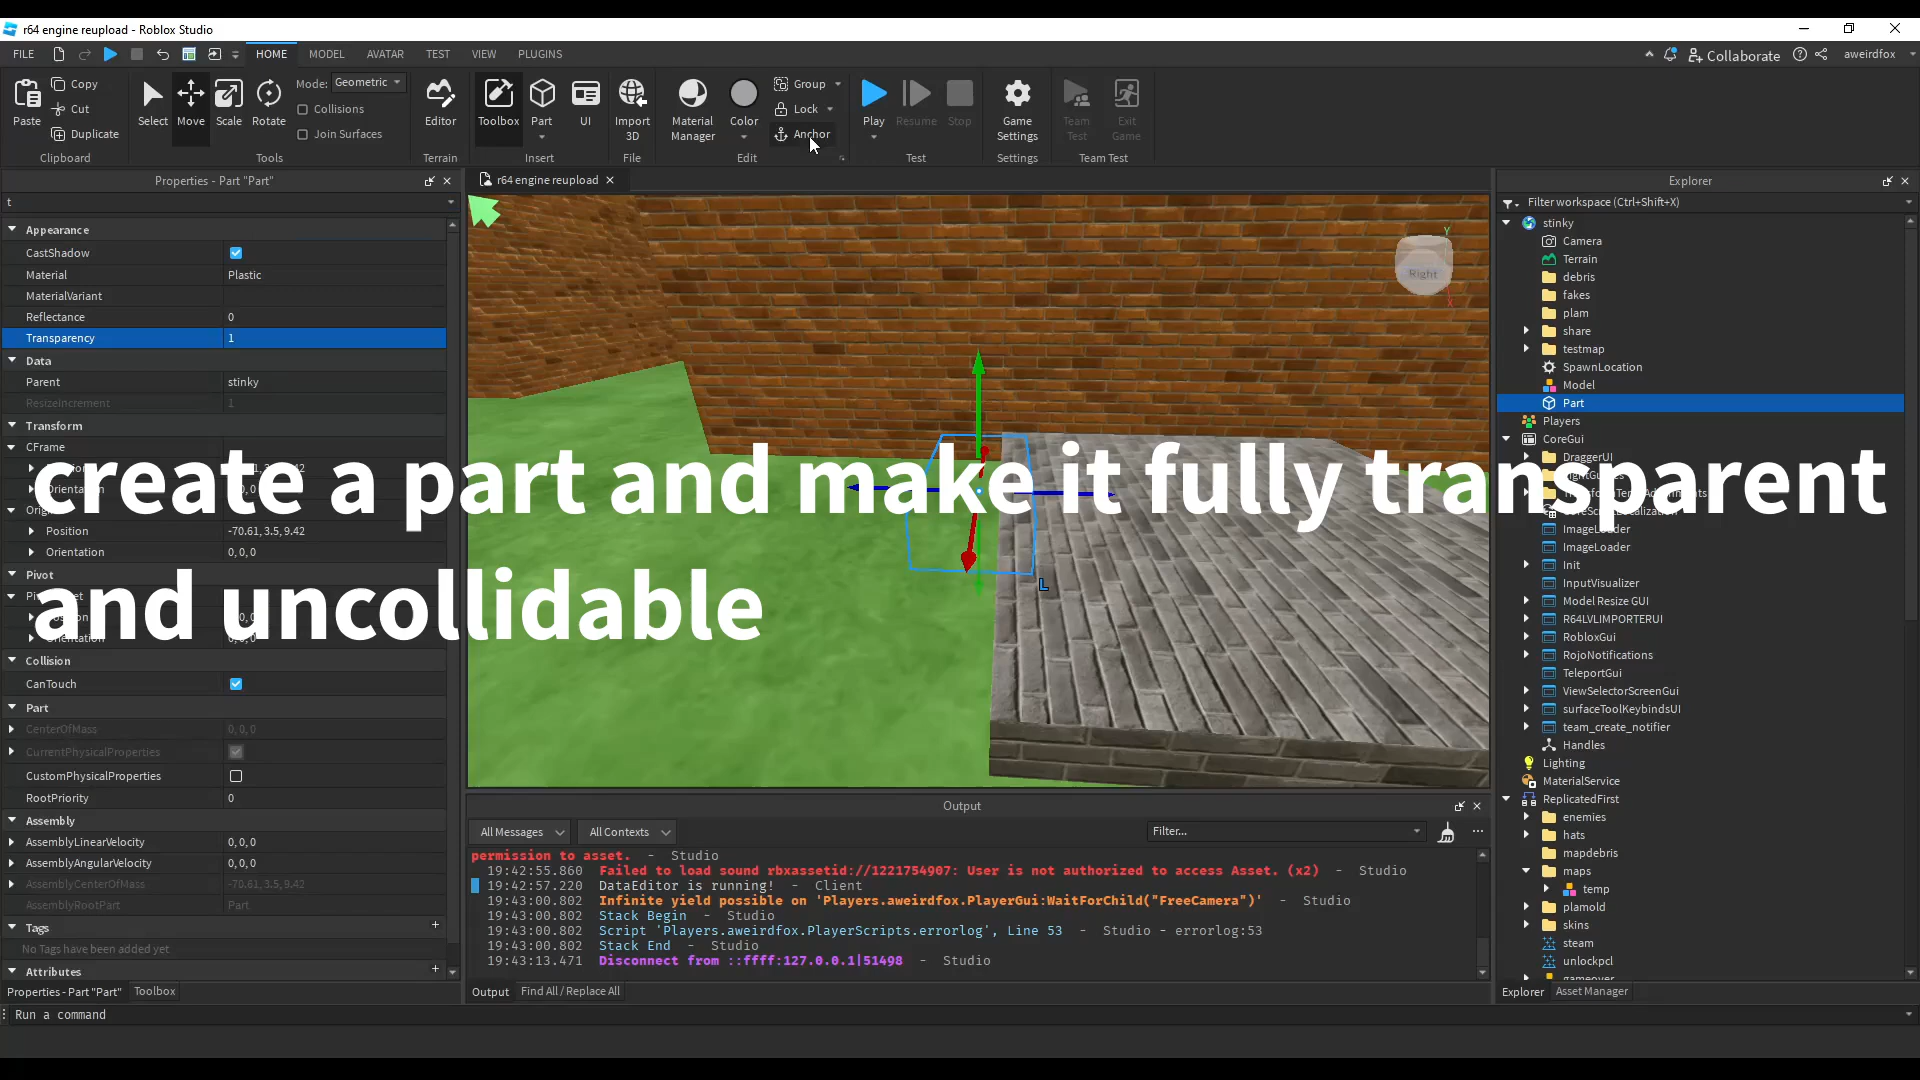 r64 engine reupload - Roblox Studio
FILE HOME MODEL AVATAR TEST VIEW PLUGINS Collaborate aweirdfox
Paste Copy Cut Duplicate Clipboard
Select Move Scale Rotate Mode: Geometric Collisions Join Surfaces Tools
Editor Terrain
Toolbox Part UI Insert
Import 3D File
Material Manager Color Group Lock Anchor Edit
Play Resume Stop Test
Game Settings Settings
Team Test Exit Game Team Test
Properties - Part "Part"
t
Appearance
CastShadow
Material Plastic
MaterialVariant
Reflectance 0
Transparency 1
Data
Parent stinky
ResizeIncrement 1
Transform
CFrame
Position
Orientation
Position -70.61, 3.5, 9.42
Orientation 0, 0, 0
Pivot
Collision
CanTouch
Part
CenterOfMass 0, 0, 0
CurrentPhysicalProperties
CustomPhysicalProperties
RootPriority 0
Assembly
AssemblyLinearVelocity 0, 0, 0
AssemblyAngularVelocity 0, 0, 0
AssemblyCenterOfMass -70.61, 3.5, 9.42
AssemblyRootPart Part
Tags +
No Tags have been added yet
Attributes +
Properties - Part "Part" Toolbox
r64 engine reupload
Y
Right
X
L
create a part and make it fully transparent
and uncollidable
Output
All Messages All Contexts Filter...
permission to asset. - Studio
19:42:55.860 Failed to load sound rbxassetid://1221754907: User is not authorized to access Asset. (x2) - Studio
19:42:57.220 DataEditor is running! - Client
19:43:00.802 Infinite yield possible on 'Players.aweirdfox.PlayerGui:WaitForChild("FreeCamera")' - Studio
19:43:00.802 Stack Begin - Studio
19:43:00.802 Script 'Players.aweirdfox.PlayerScripts.errorlog', Line 53 - Studio - errorlog:53
19:43:00.802 Stack End - Studio
19:43:13.471 Disconnect from ::ffff:127.0.0.1|51498 - Studio
Output Find All / Replace All
Explorer
Filter workspace (Ctrl+Shift+X)
stinky
Camera
Terrain
debris
fakes
plam
share
testmap
SpawnLocation
Model
Part
Players
CoreGui
DraggerUI
ImageLoader
ImageLoader
Init
InputVisualizer
Model Resize GUI
R64LVLIMPORTERUI
RobloxGui
RojoNotifications
TeleportGui
ViewSelectorScreenGui
surfaceToolKeybindsUI
team_create_notifier
Handles
Lighting
MaterialService
ReplicatedFirst
enemies
hats
mapdebris
maps
temp
plamold
skins
steam
unlockpcl
gameover
Explorer Asset Manager
Run a command